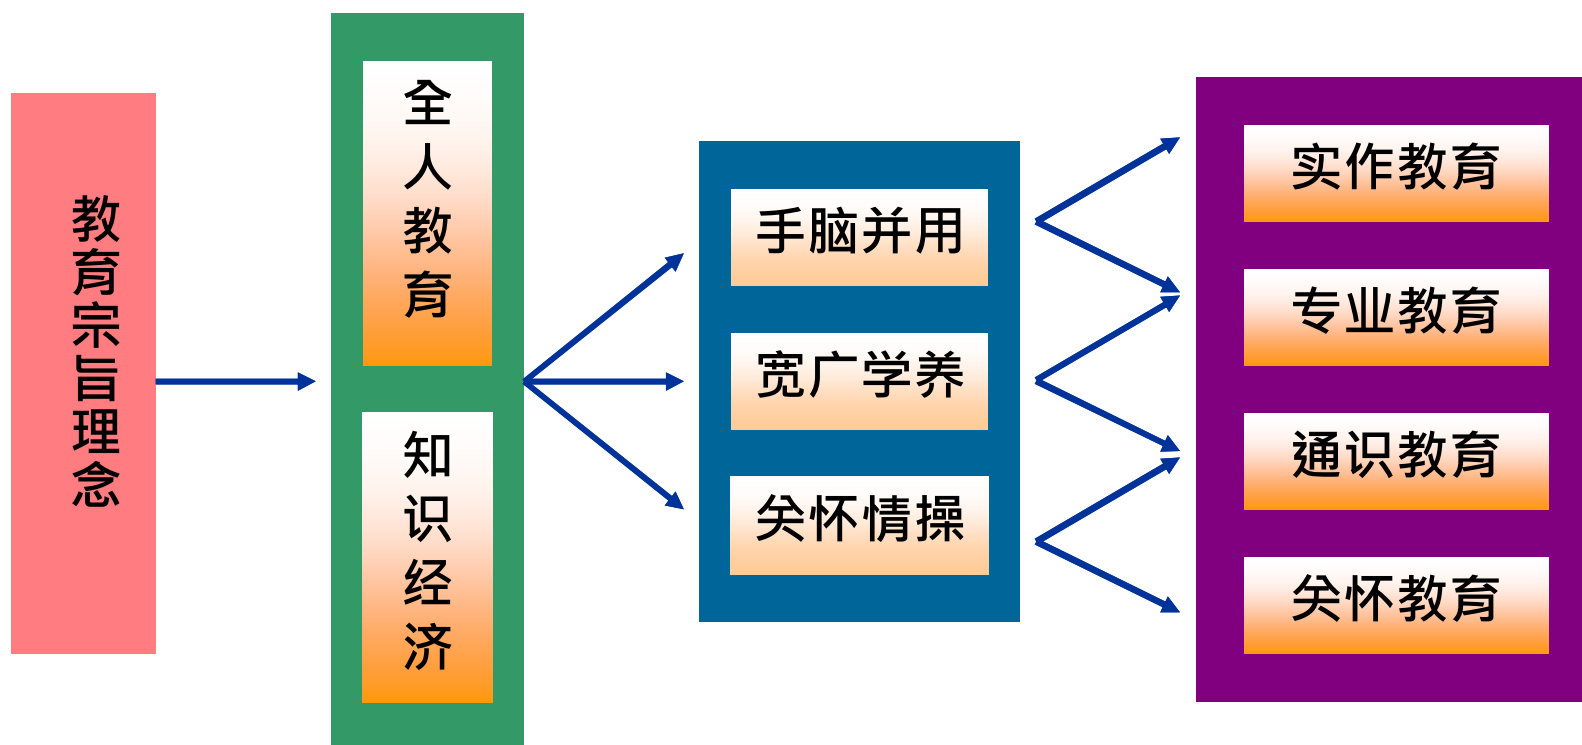 教育宗旨理念
全人教育
知识经济
手脑并用
宽广学养
关怀情操
实作教育
专业教育
通识教育
关怀教育